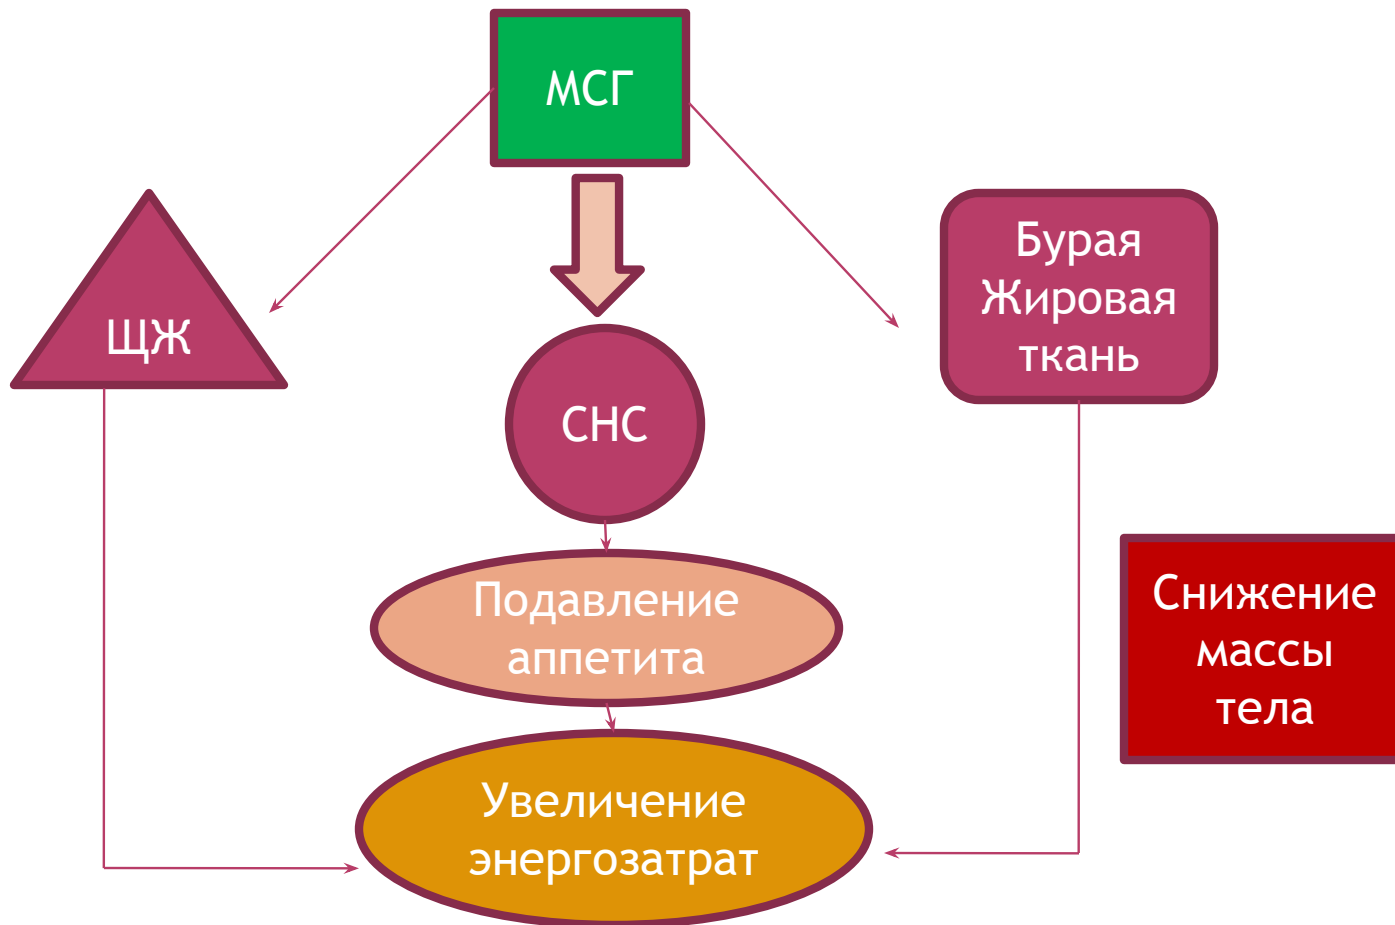 МСГ
ЩЖ
Бурая
Жировая
ткань
СНС
Подавление
аппетита
Снижение
массы
тела
Увеличение
энергозатрат